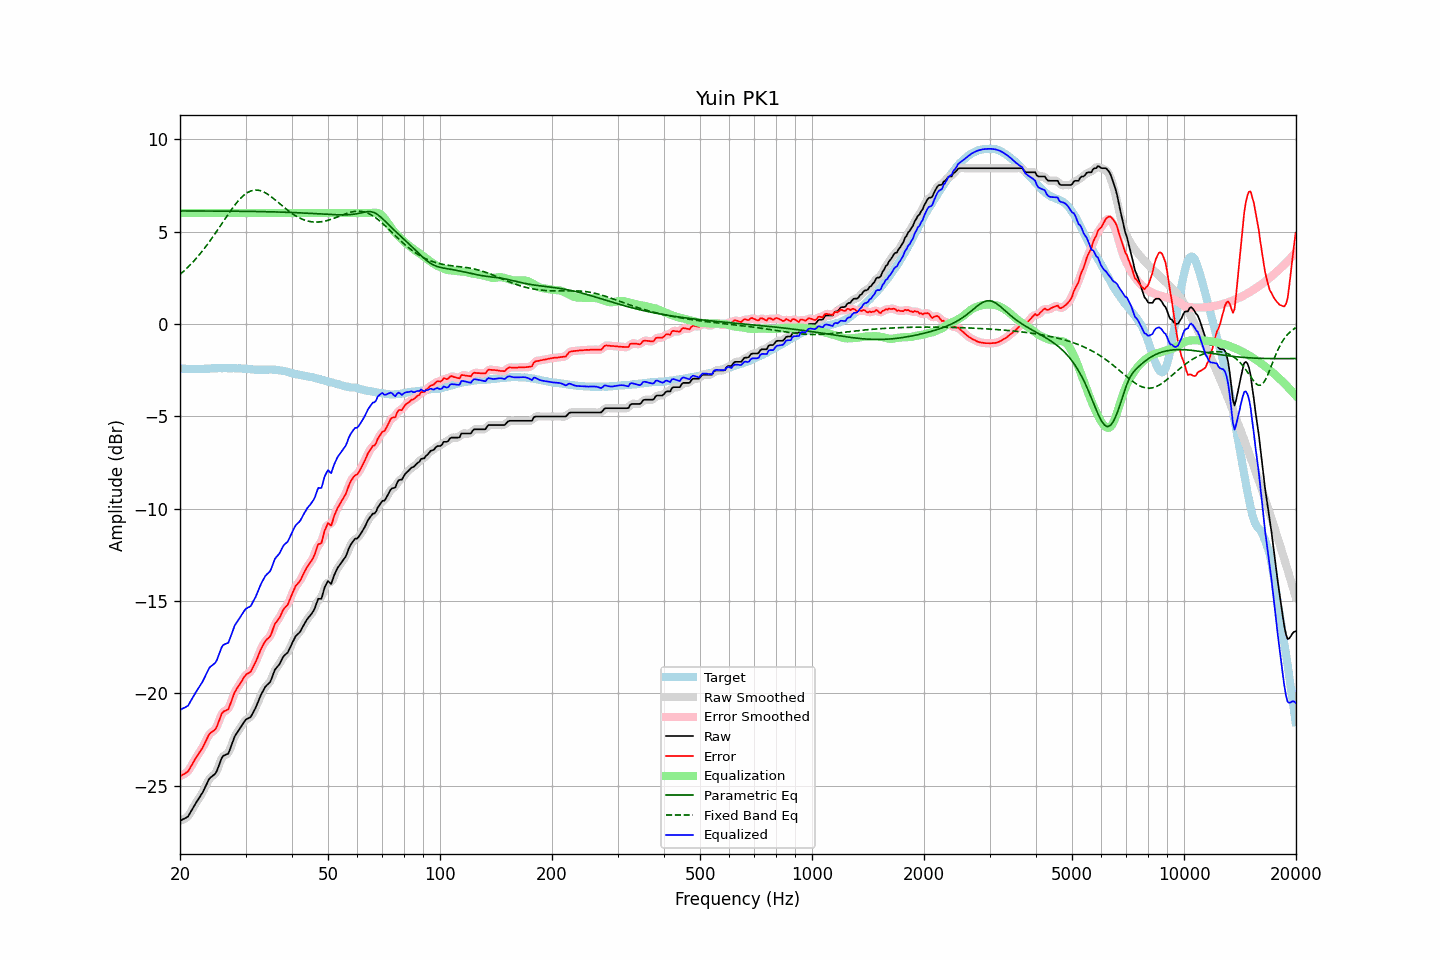 Yuin PK1
10
5
0
−5
−10
−15
−20
−25
Amplitude (dBr)
Target
Raw Smoothed
Error Smoothed
Raw
Error
Equalization
Parametric Eq
Fixed Band Eq
Equalized
20
50
100
200
500
1000
2000
5000
10000
20000
Frequency (Hz)